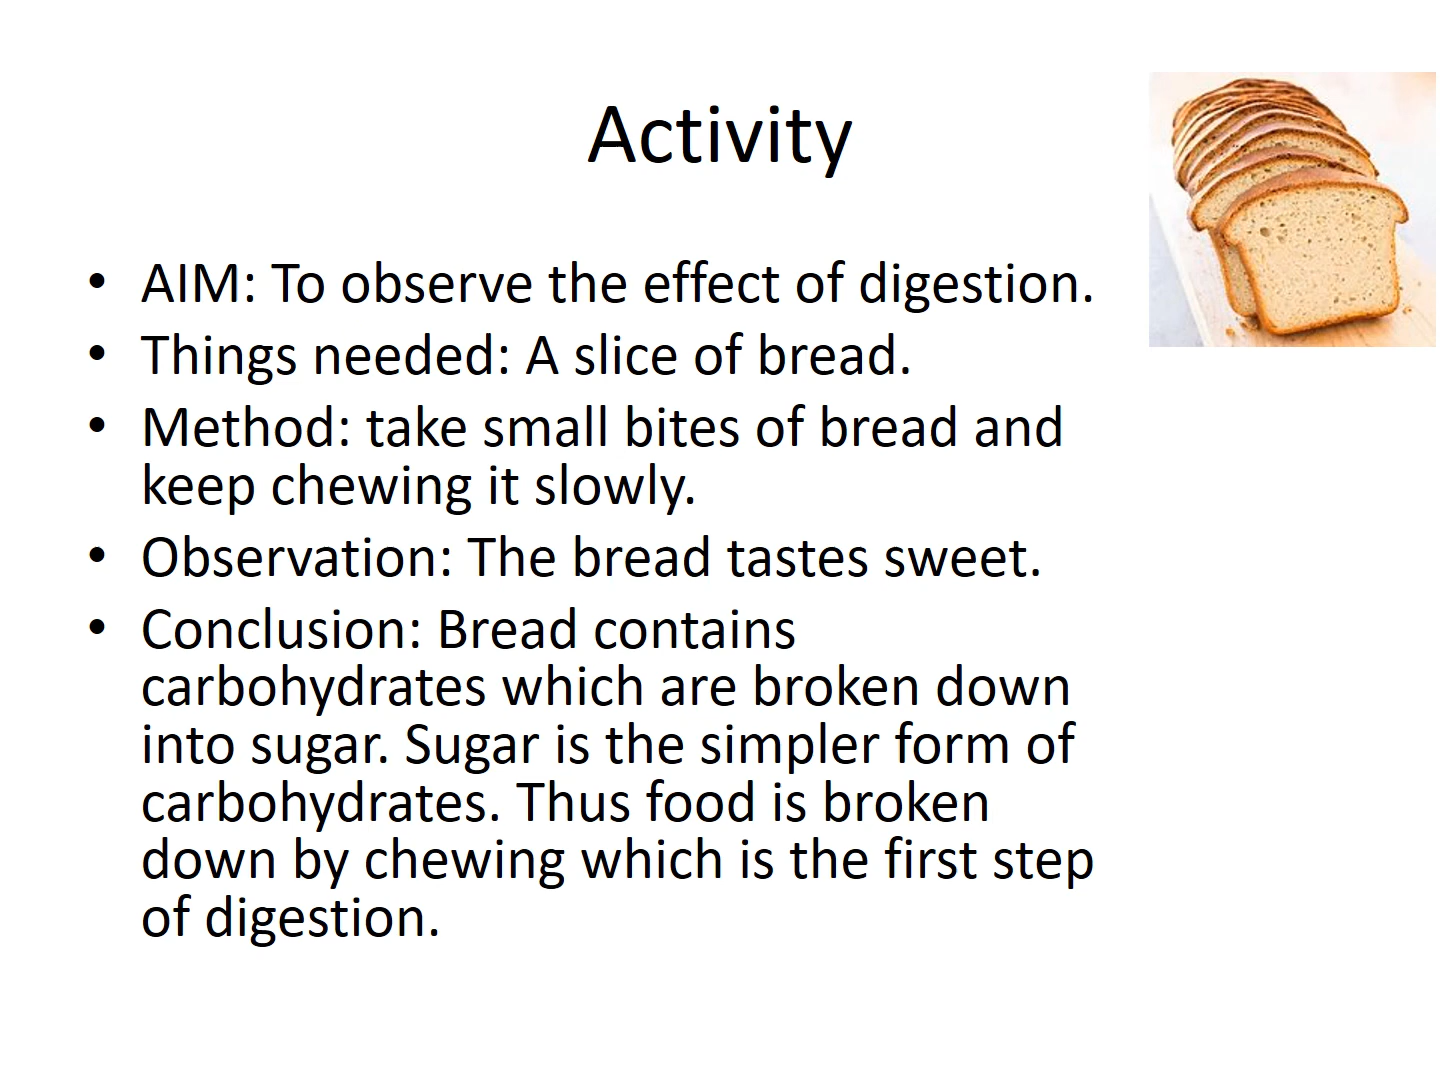 Activity
• AIM: To observe the effect of digestion.
• Things needed: A slice of bread.
• Method: take small bites of bread and
keep chewing it slowly.
• Observation: The bread tastes sweet.
• Conclusion: Bread contains
carbohydrates which are broken down
into sugar. Sugar is the simpler form of
carbohydrates. Thus food is broken
down by chewing which is the first step
of digestion.